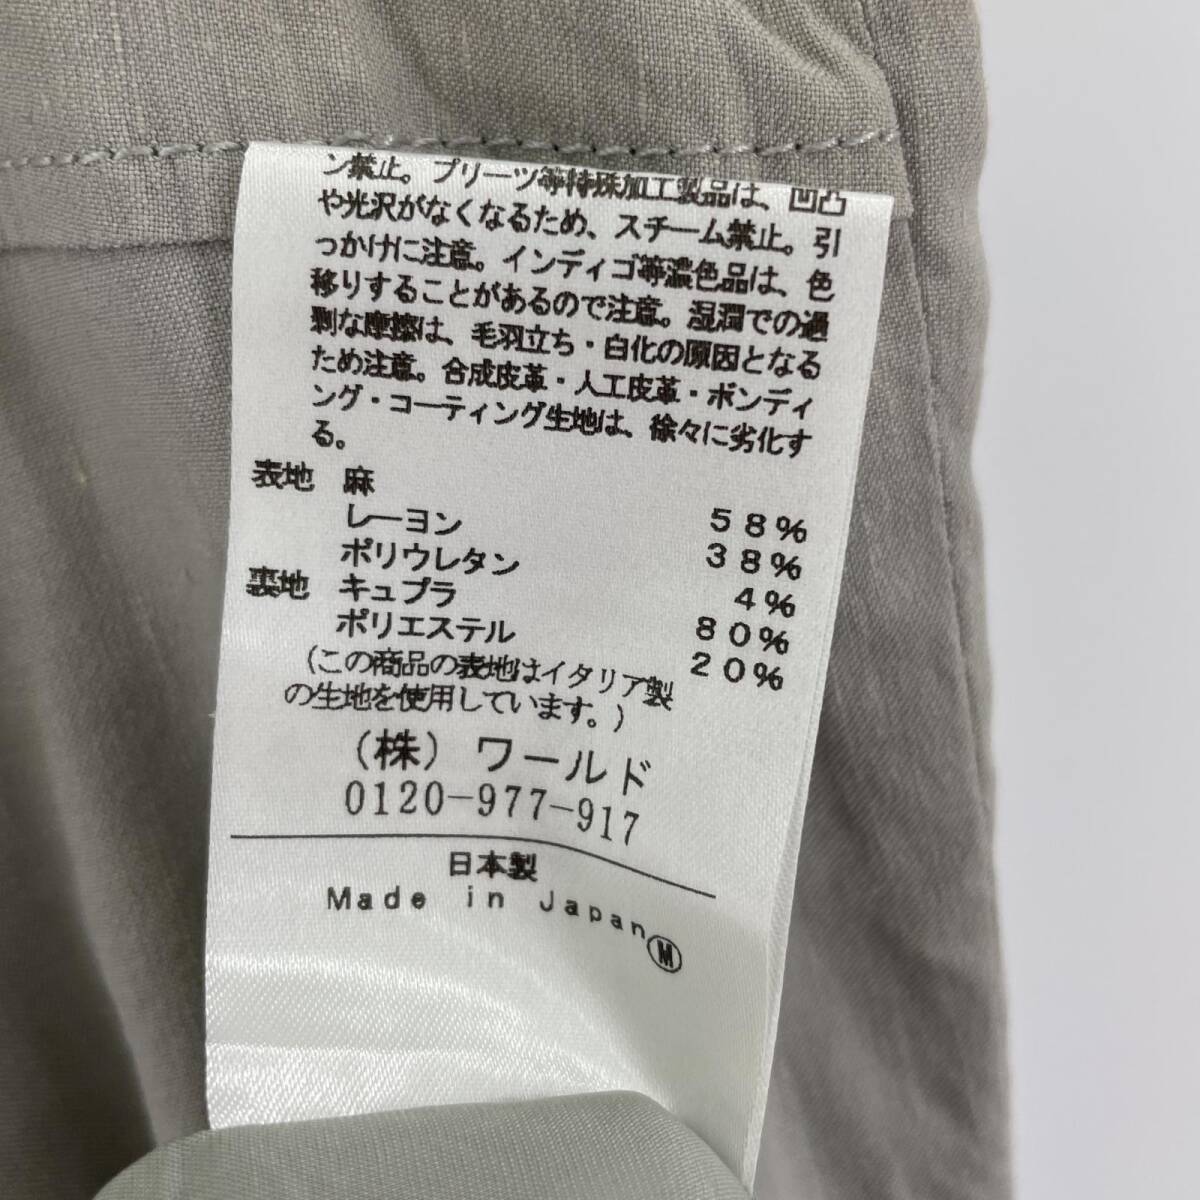 ン禁止。プリーツ等特殊加工製品は、凹凸
や光沢がなくなるため、スチーム禁止。引
っかけに注意。インディゴ等濃色品は、色
移りすることがあるので注意。湿潤での過
剰な摩擦は、毛羽立ち・白化の原因となる
ため注意。合成皮革・人工皮革・ボンディ
ング・コーティング生地は、徐々に劣化す
る。
表地 麻 58%
レーヨン 38%
ポリウレタン 4%
裏地 キュプラ 80%
ポリエステル 20%
(この商品の表地はイタリア製
の生地を使用しています。)
(株)ワールド
0120-977-917
日本製
Made in Japan Ⓜ